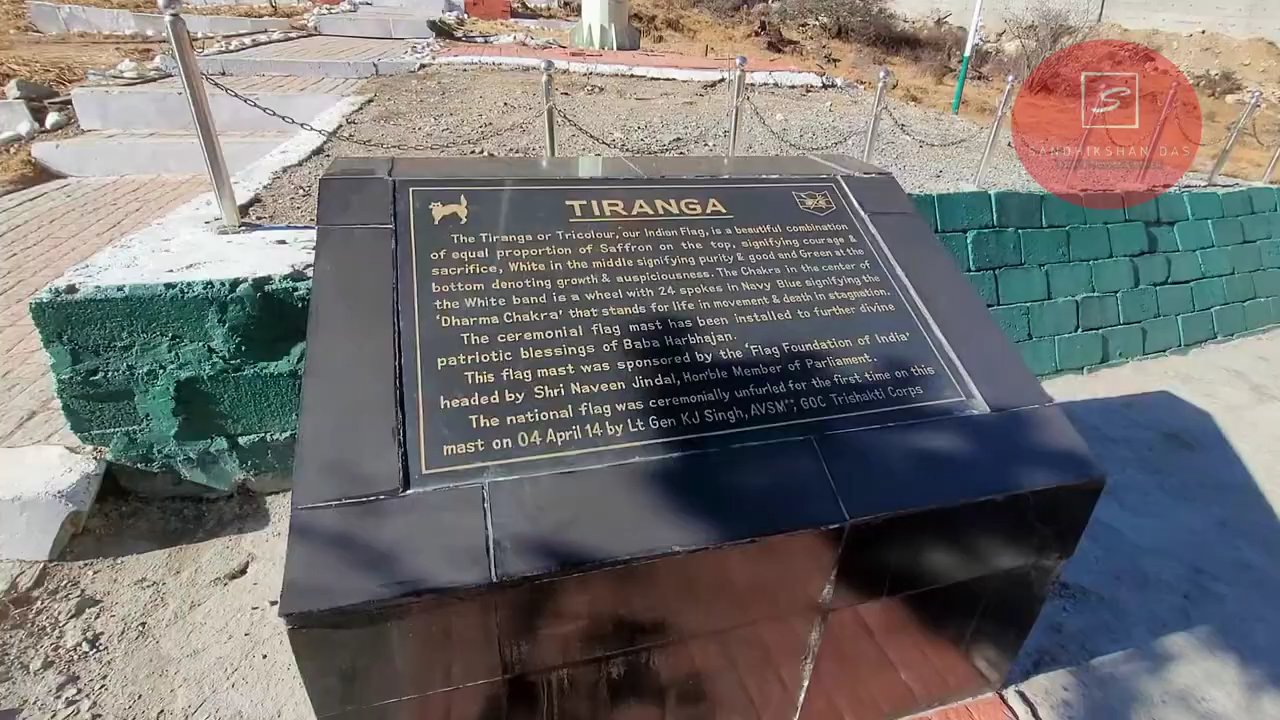 TIRANGA
The Tiranga or Tricolour, our Indian Flag, is a beautiful combination
of equal proportion of Saffron on the top, signifying courage &
sacrifice, White in the middle signifying purity & good and Green at the
bottom denoting growth & auspiciousness. The Chakra in the center of
the White band is a wheel with 24 spokes in Navy Blue signifying the
'Dharma Chakra' that stands for life in movement & death in stagnation.
The ceremonial flag mast has been installed to further divine
patriotic blessings of Baba Harbhajan.
This flag mast was sponsored by the 'Flag Foundation of India'
headed by Shri Naveen Jindal, Hon'ble Member of Parliament.
The national flag was ceremonially unfurled for the first time on this
mast on 04 April 14 by Lt Gen KJ Singh, AVSM**, GOC Trishakti Corps
SANDHIKSHAN DAS